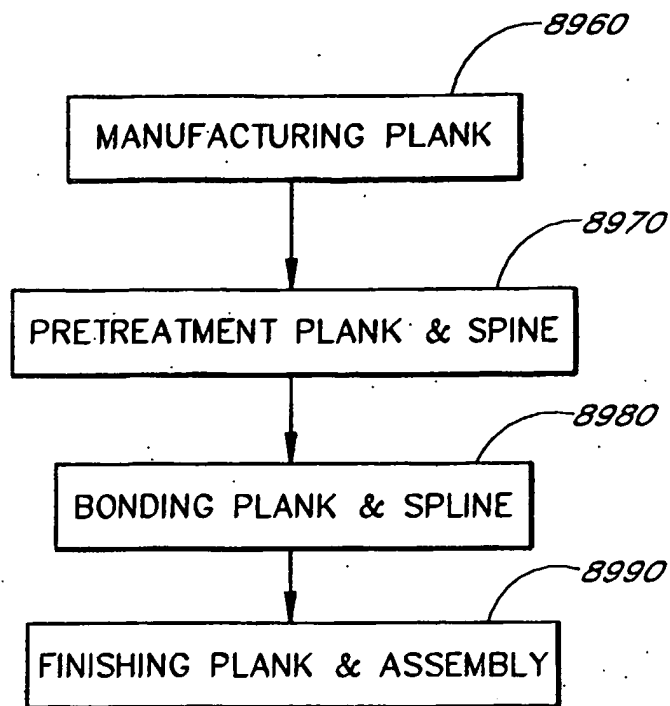 8960
MANUFACTURING PLANK
8970
PRETREATMENT PLANK & SPINE
8980
BONDING PLANK & SPLINE
8990
FINISHING PLANK & ASSEMBLY